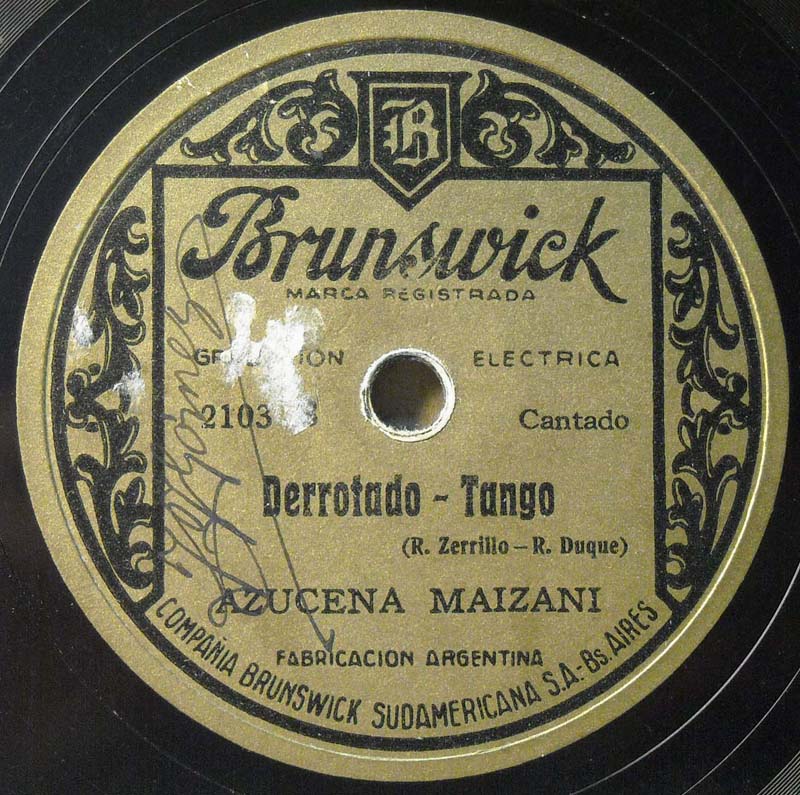 B
Brunswick
MARCA REGISTRADA
ELECTRICA
Cantado
Derrotado - Tango
(R. Zerrillo - R. Duque)
AZUCENA MAIZANI
FABRICACION ARGENTINA
COMPAÑIA BRUNSWICK SUDAMERICANA S.A.-Bs. AIRES